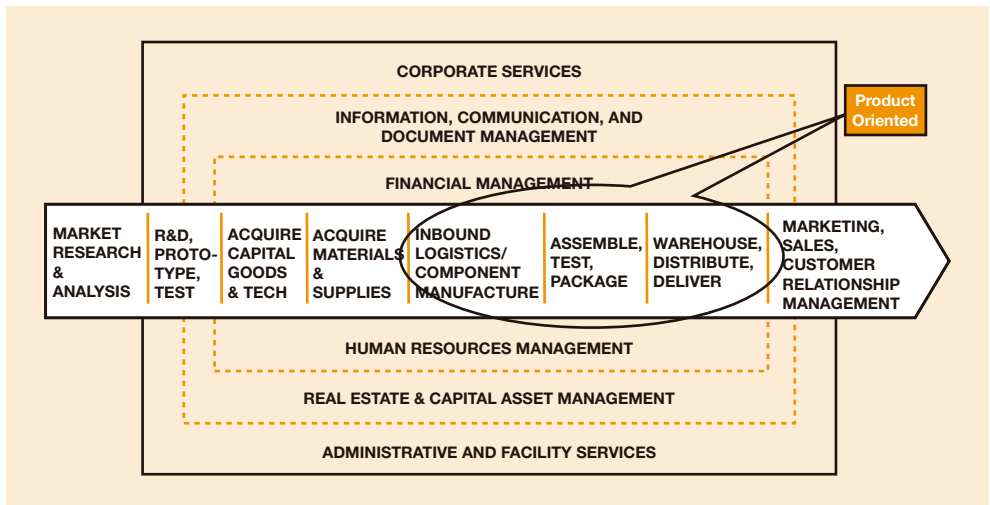 CORPORATE SERVICES
Product
Oriented
INFORMATION, COMMUNICATION, AND
DOCUMENT MANAGEMENT
FINANCIAL MANAGEMENT
MARKET
RESEARCH
&
ANALYSIS
R&D,
PROTO-
TYPE,
TEST
ACQUIRE
CAPITAL
GOODS
& TECH
ACQUIRE
MATERIALS
&
SUPPLIES
INBOUND
LOGISTICS/
COMPONENT
MANUFACTURE
ASSEMBLE,
TEST,
PACKAGE
WAREHOUSE,
DISTRIBUTE,
DELIVER
MARKETING,
SALES,
CUSTOMER
RELATIONSHIP
MANAGEMENT
HUMAN RESOURCES MANAGEMENT
REAL ESTATE & CAPITAL ASSET MANAGEMENT
ADMINISTRATIVE AND FACILITY SERVICES